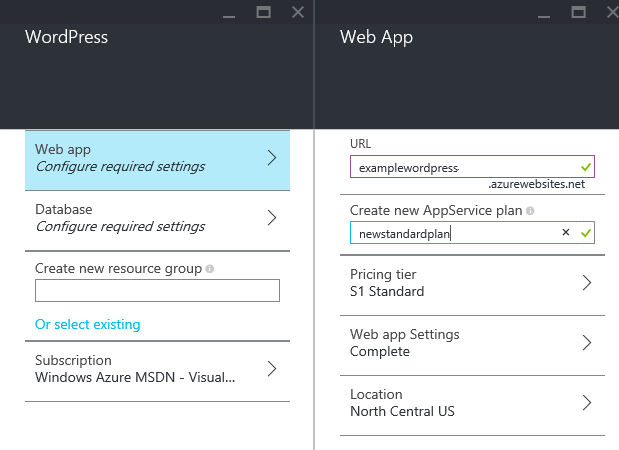 WordPress
Web app
Configure required settings
Database
Configure required settings
Create new resource group
Or select existing
Subscription
Windows Azure MSDN - Visual...
Web App
URL
examplewordpress
.azurewebsites.net
Create new AppService plan
newstandardplan
Pricing tier
S1 Standard
Web app Settings
Complete
Location
North Central US